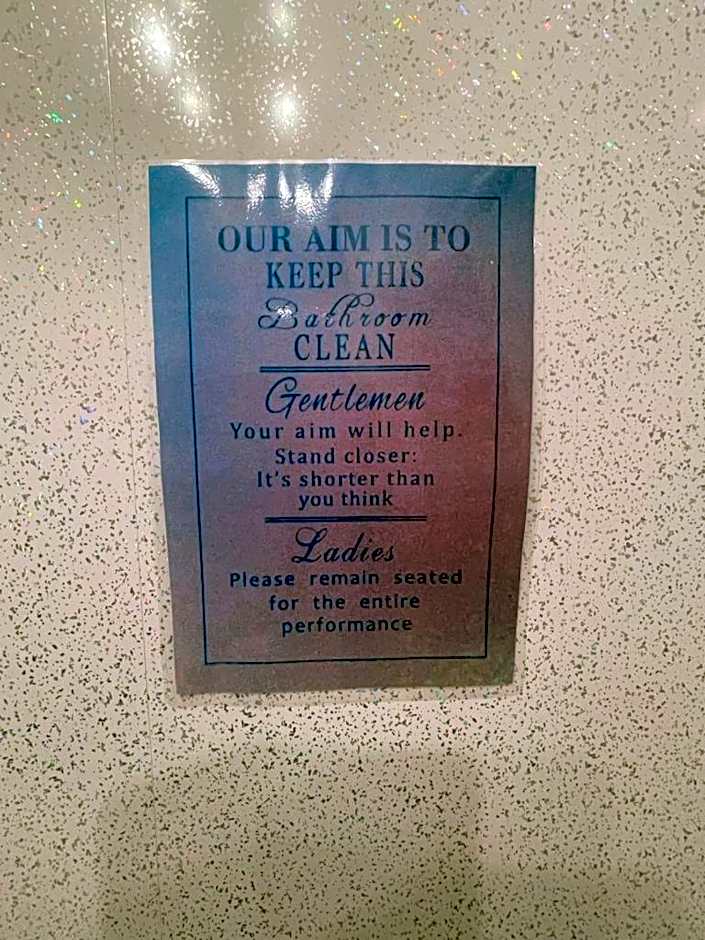 OUR AIM IS TO
KEEP THIS
Bathroom
CLEAN
Gentlemen
Your aim will help.
Stand closer:
It's shorter than
you think
Ladies
Please remain seated
for the entire
performance